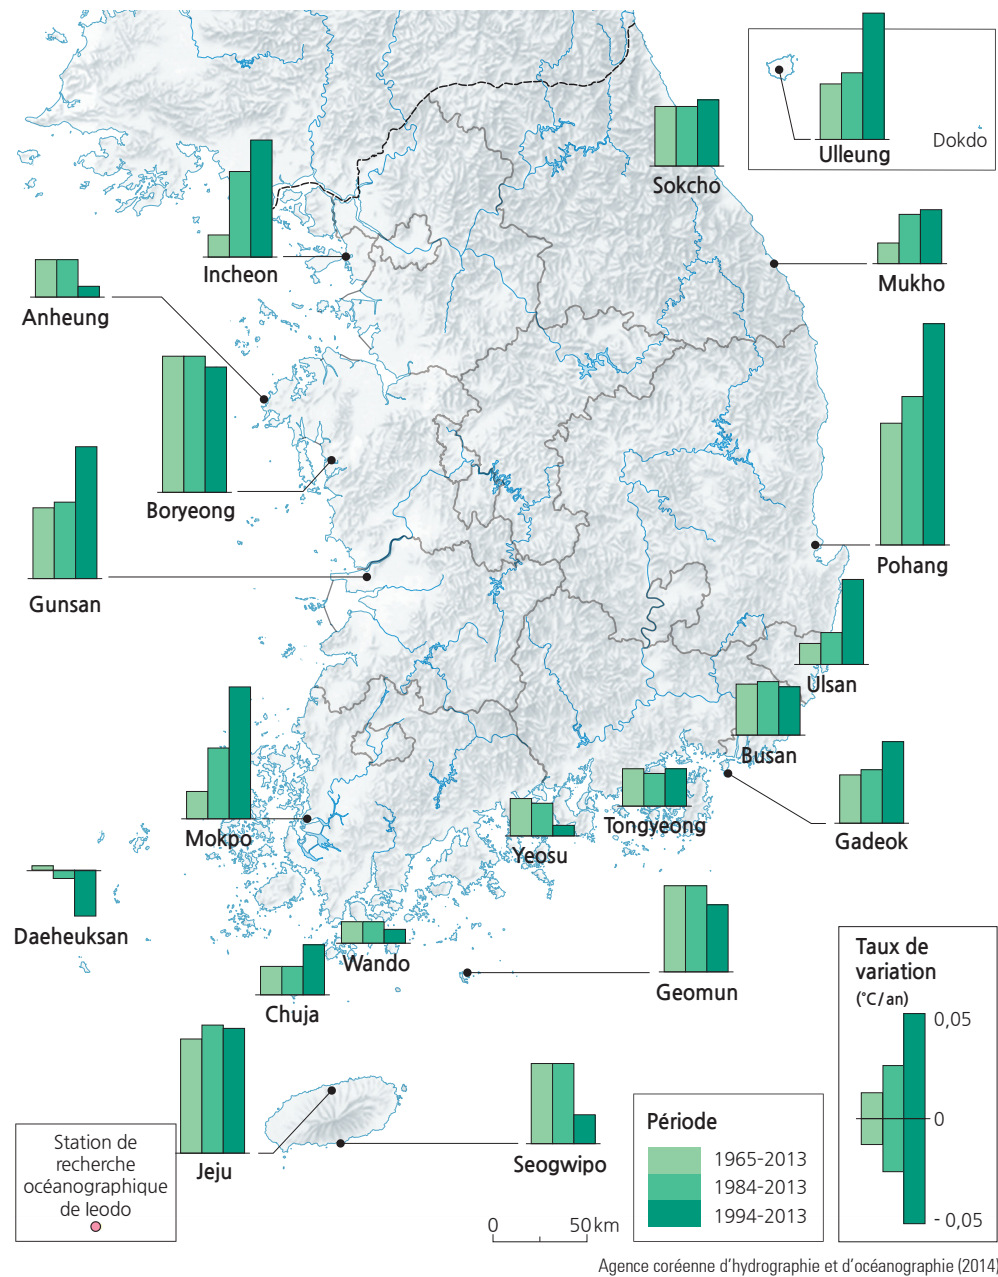 Ulleung
Dokdo
Sokcho
Incheon
Mukho
Anheung
Boryeong
Pohang
Gunsan
Ulsan
Busan
Mokpo
Tongyeong
Gadeok
Yeosu
Daeheuksan
Wando
Geomun
Chuja
Taux de
variation
(°C/an)
0,05
0
- 0,05
Station de
recherche
océanographique
de Ieodo
Jeju
Seogwipo
Période
1965-2013
1984-2013
1994-2013
0 50 km
Agence coréenne d'hydrographie et d'océanographie (2014)